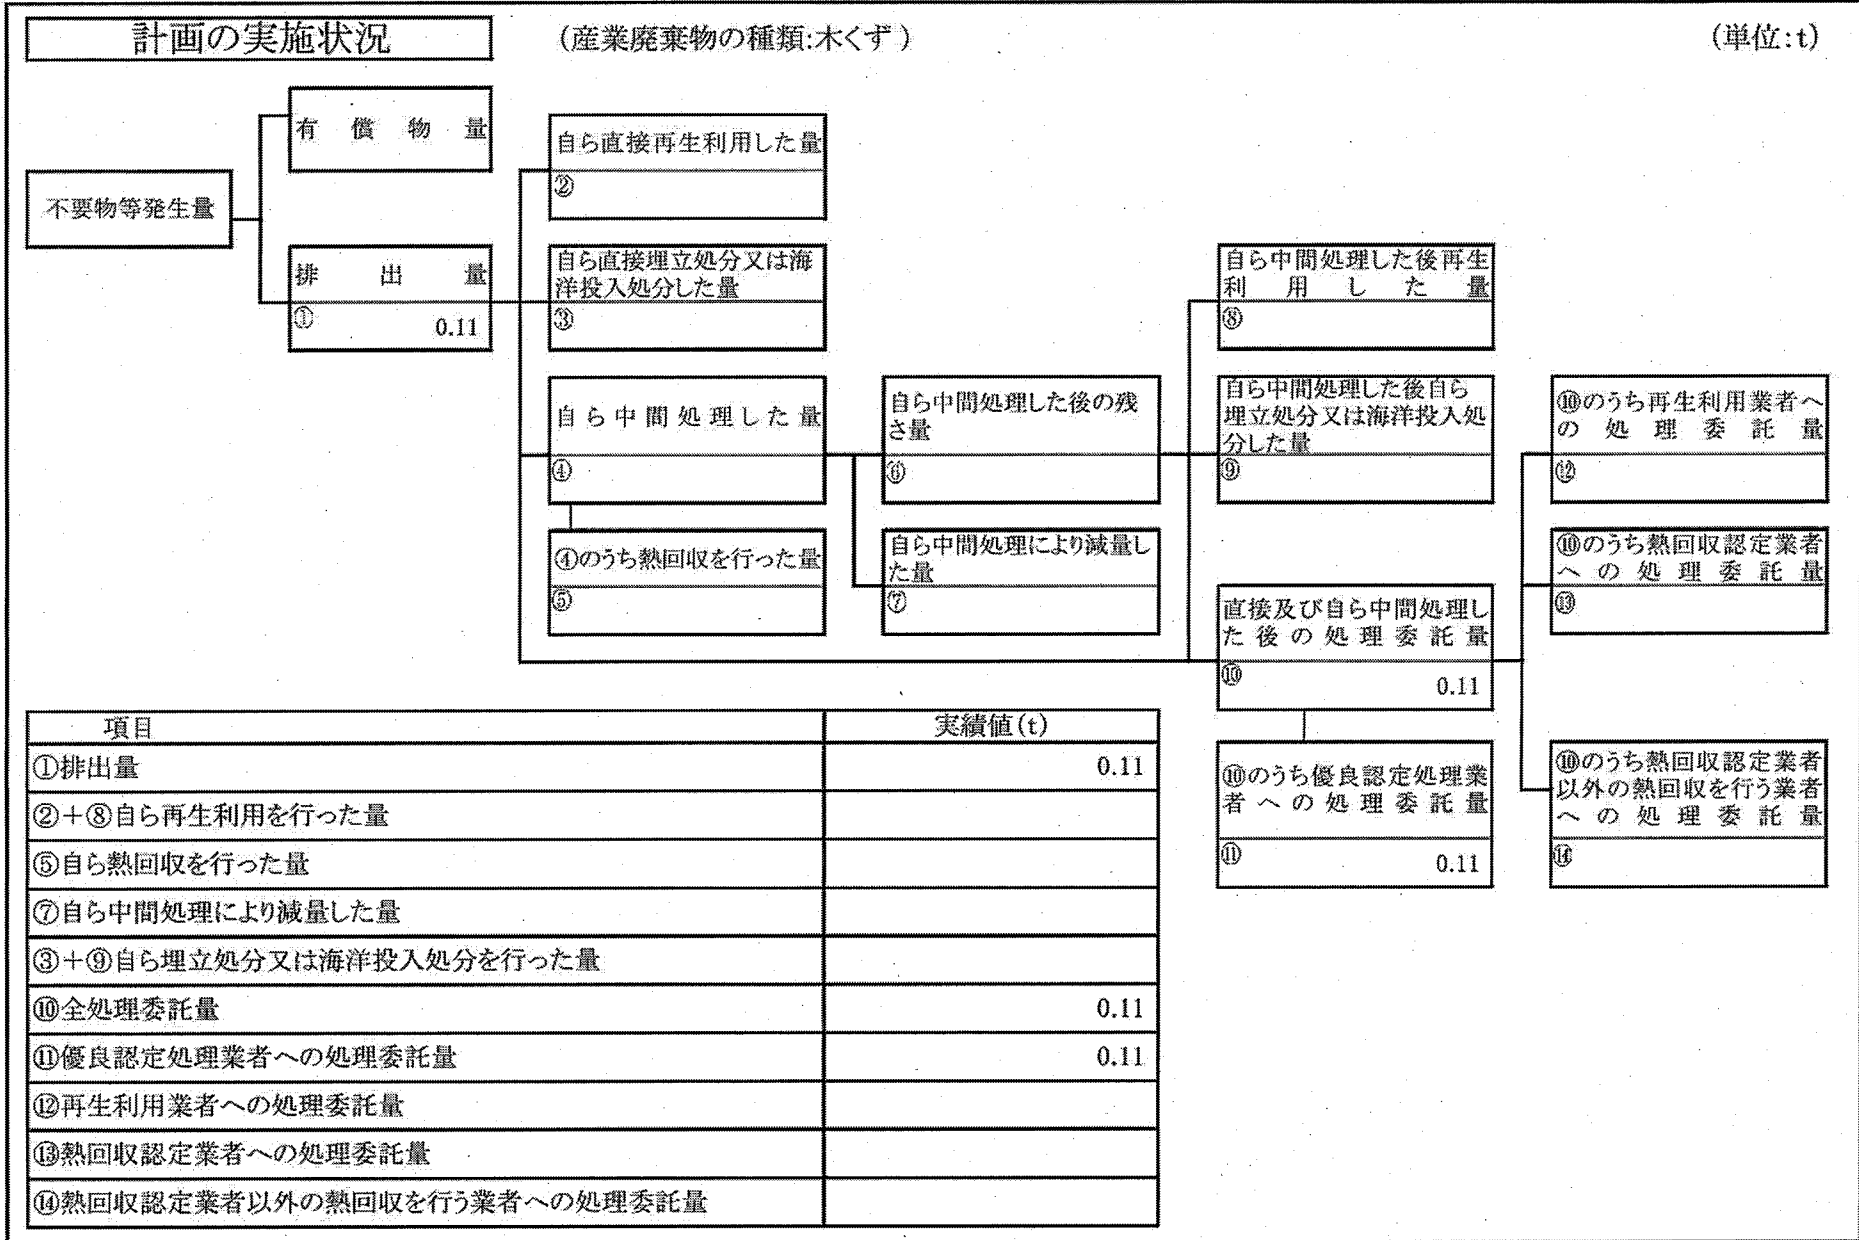 計画の実施状況
(産業廃棄物の種類:木くず)
(単位:t)
有償物量
不要物等発生量
排出量
① 0.11
自ら直接再生利用した量
②
自ら直接埋立処分又は海
洋投入処分した量
③
自ら中間処理した量
④
④のうち熱回収を行った量
⑤
自ら中間処理した後の残
さ量
⑥
自ら中間処理により減量し
た量
⑦
自ら中間処理した後再生
利用した量
⑧
自ら中間処理した後自ら
埋立処分又は海洋投入処
分した量
⑨
直接及び自ら中間処理し
た後の処理委託量
⑩ 0.11
⑩のうち優良認定処理業
者への処理委託量
⑪ 0.11
⑩のうち再生利用業者へ
の処理委託量
⑫
⑩のうち熱回収認定業者
への処理委託量
⑬
⑩のうち熱回収認定業者
以外の熱回収を行う業者
への処理委託量
⑭
項目 実績値(t)
①排出量 0.11
②+⑧自ら再生利用を行った量
⑤自ら熱回収を行った量
⑦自ら中間処理により減量した量
③+⑨自ら埋立処分又は海洋投入処分を行った量
⑩全処理委託量 0.11
⑪優良認定処理業者への処理委託量 0.11
⑫再生利用業者への処理委託量
⑬熱回収認定業者への処理委託量
⑭熱回収認定業者以外の熱回収を行う業者への処理委託量